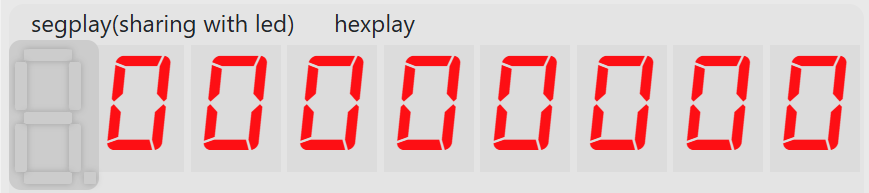 segplay(sharing with led) hexplay
00000000